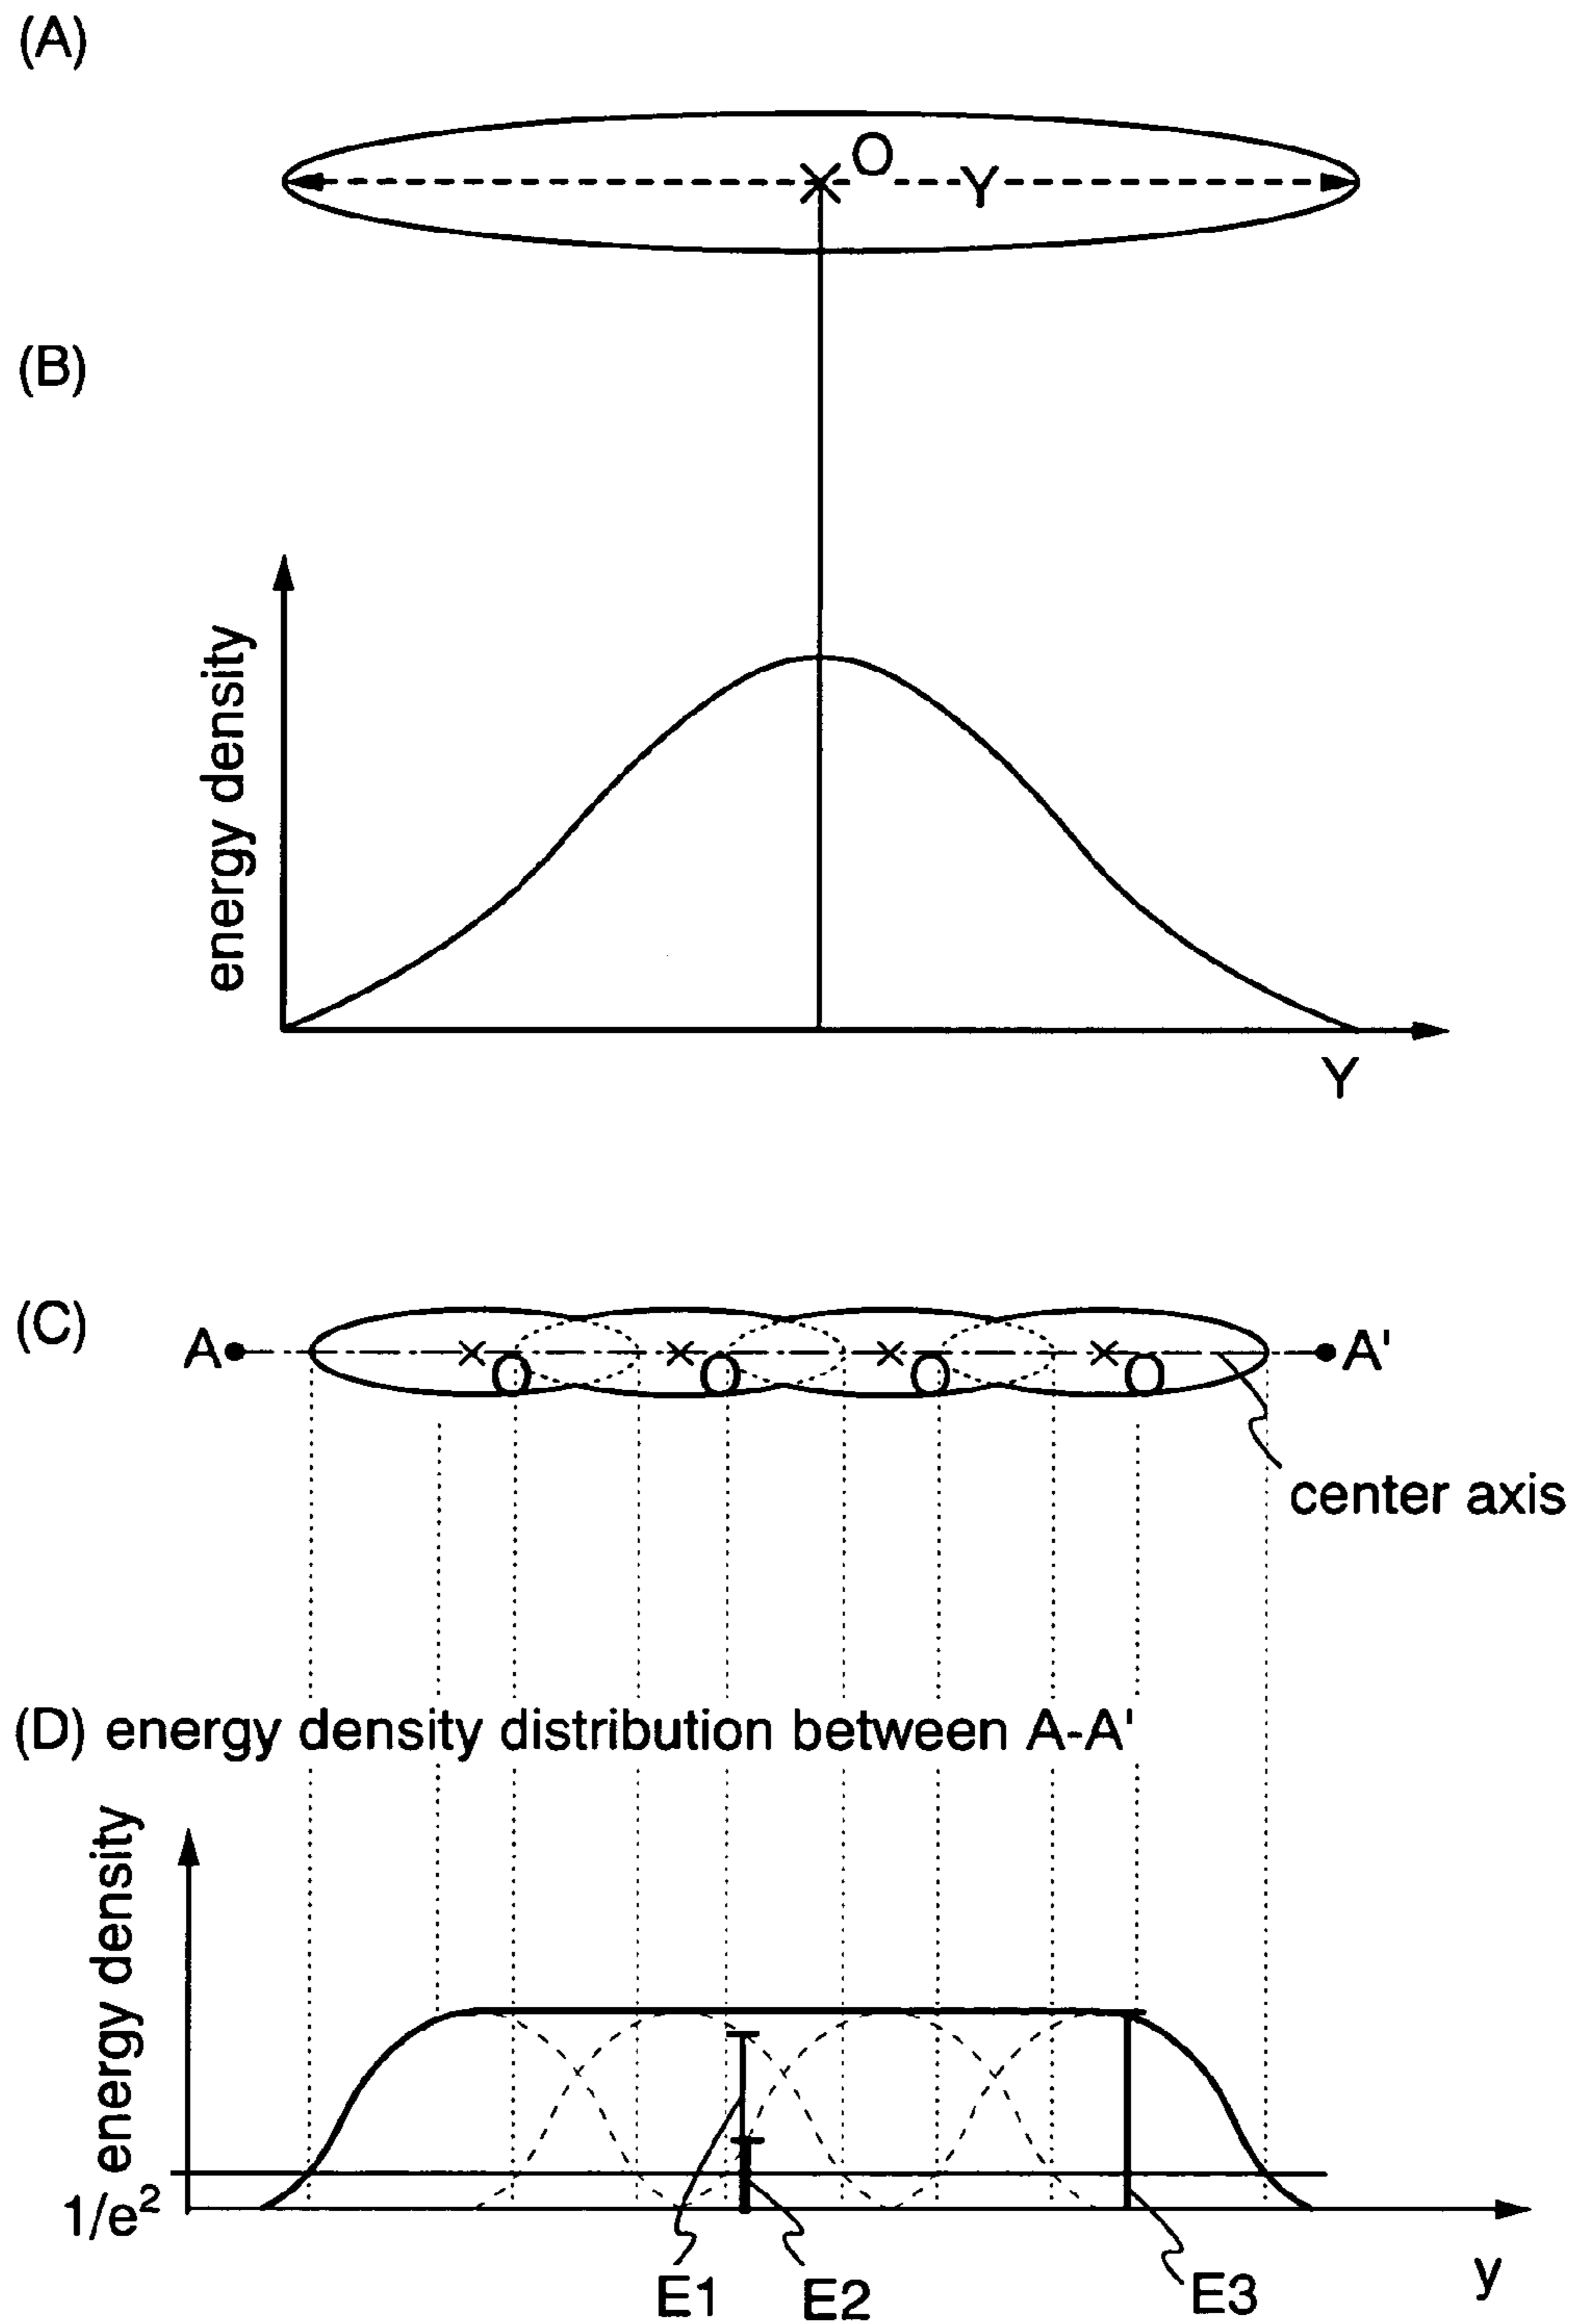 (A)
O
Y
(B)
energy density
Y
(C)
A
A'
O O O O
center axis
(D) energy density distribution between A-A'
energy density
1/e²
E1 E2 E3
y